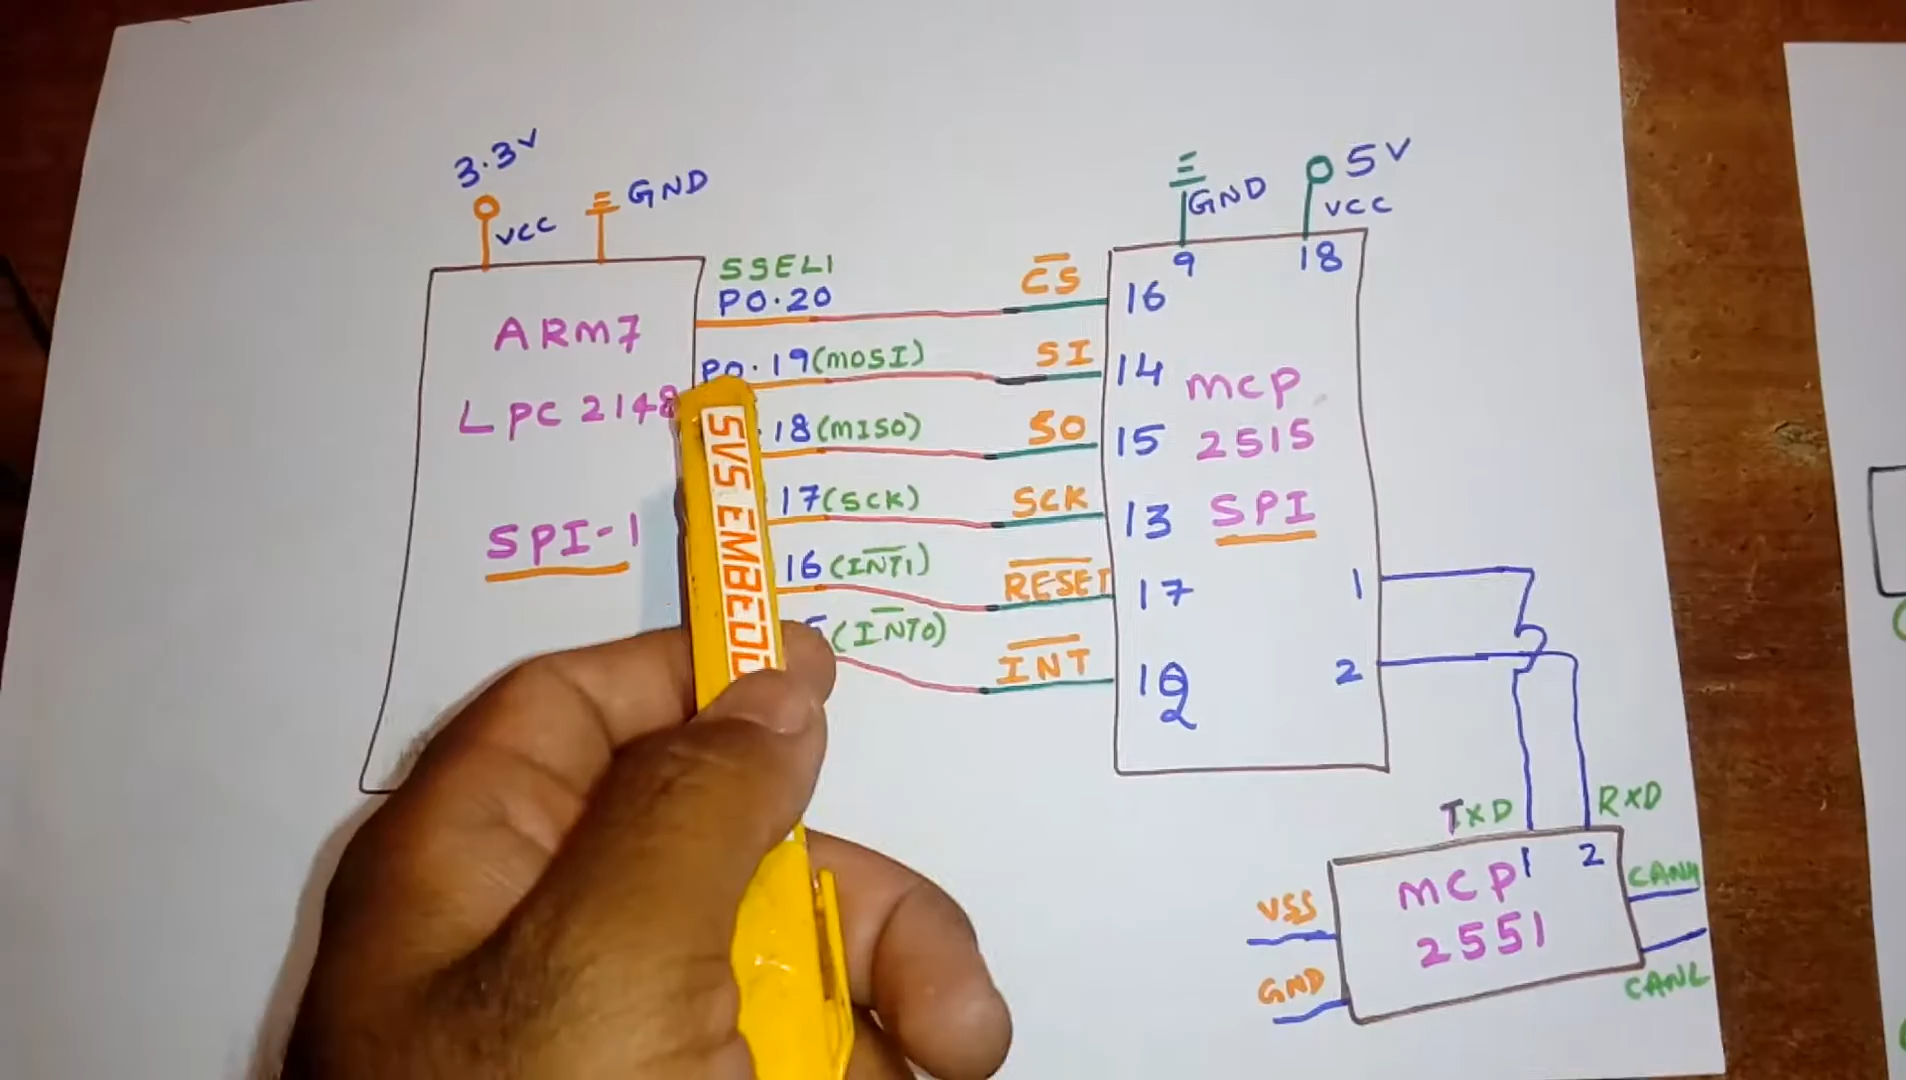 3.3V
VCC
GND
GND
5V
VCC
9
18
ARM7
LPC 2148
SPI-1
SSEL1
P0.20
CS
16
P0.19(MOSI)
SI
14
18(MISO)
SO
15
17(SCK)
SCK
13
16(INT1)
RESET
17
(INT0)
INT
MCP
2515
SPI
1
2
SVS EMBEDD
TXD
RXD
1
2
MCP
2551
VSS
GND
CANH
CANL